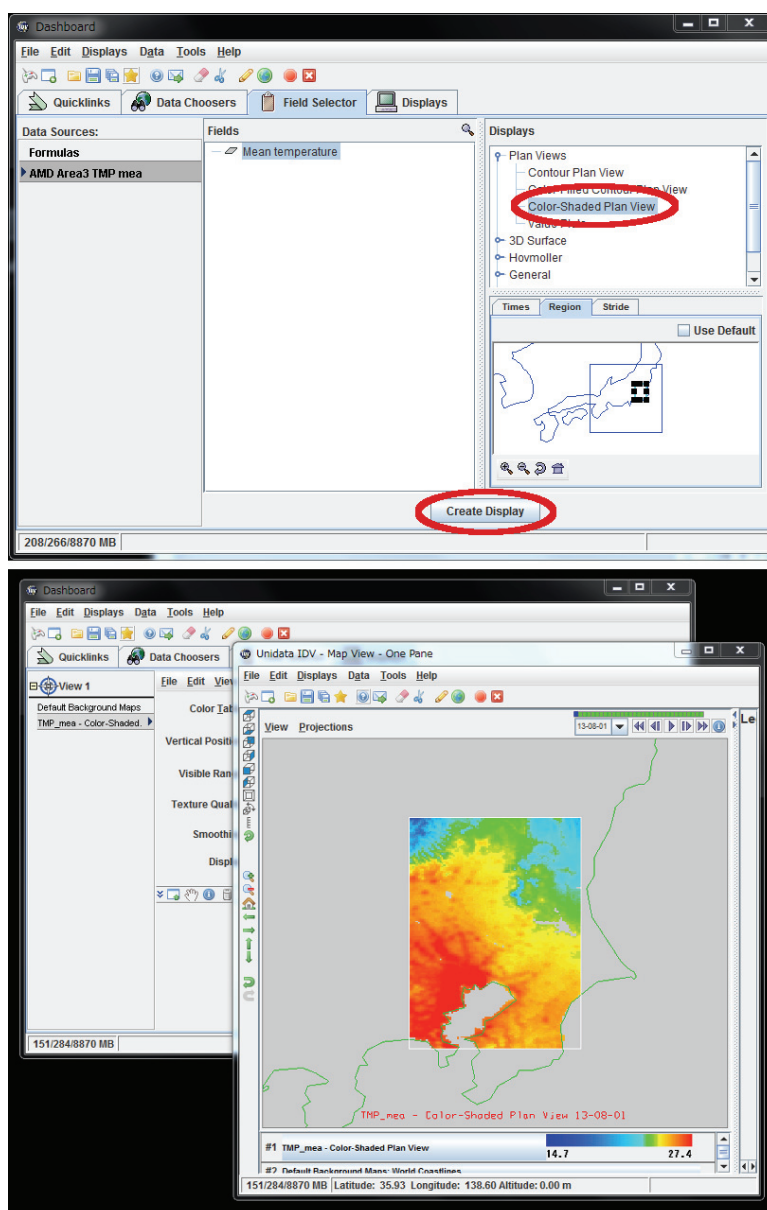 Dashboard
File Edit Displays Data Tools Help
Quicklinks Data Choosers Field Selector Displays
Data Sources:
Formulas
AMD Area3 TMP mea
Fields
Mean temperature
Displays
Plan Views
Contour Plan View
Color-Filled Contour Plan View
Color-Shaded Plan View
Value Plots
3D Surface
Hovmoller
General
Times Region Stride
Use Default
Create Display
208/266/8870 MB
Dashboard
File Edit Displays Data Tools Help
Quicklinks Data Choosers
View 1
Default Background Maps
TMP_mea - Color-Shaded.
File Edit Vie
Color Tab
Vertical Positi
Visible Ran
Texture Qual
Smoothi
Displ
151/284/8870 MB
Unidata IDV - Map View - One Pane
File Edit Displays Data Tools Help
View Projections
13-08-01
Le
TMP_mea - Color-Shaded Plan View 13-08-01
#1 TMP_mea - Color-Shaded Plan View
14.7 27.4
#2 Default Background Maps: World Coastlines
151/284/8870 MB Latitude: 35.93 Longitude: 138.60 Altitude: 0.00 m